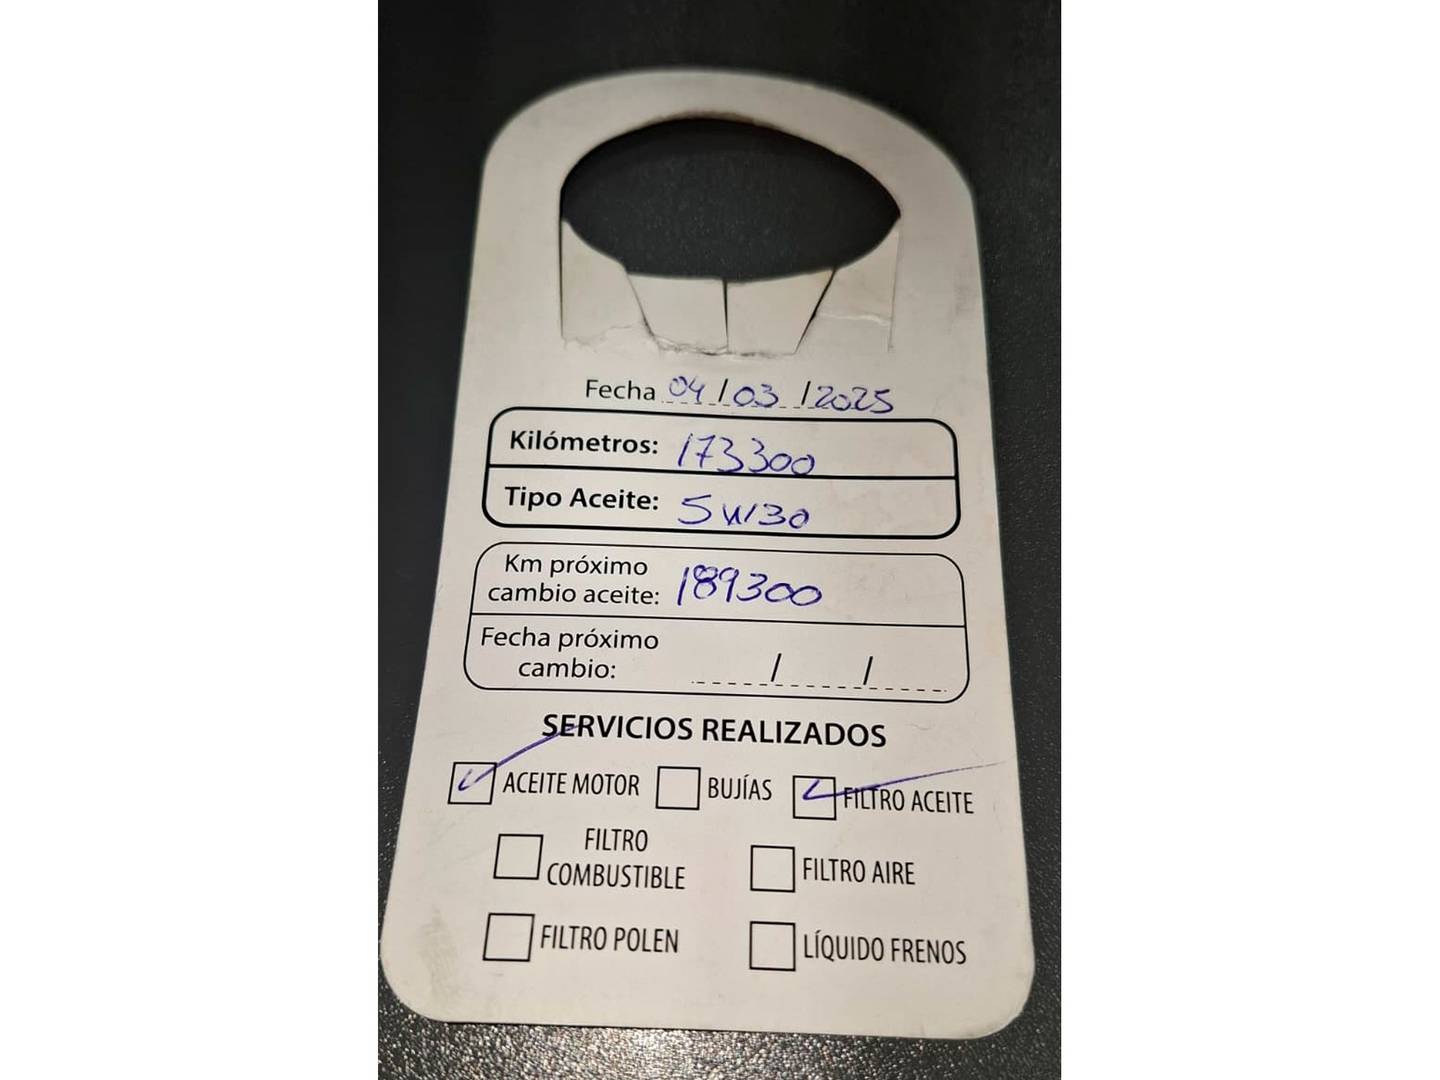 Fecha 04/03/2025
Kilómetros: 173300
Tipo Aceite: 5W30
Km próximo
cambio aceite: 189300
Fecha próximo
cambio: / /
SERVICIOS REALIZADOS
ACEITE MOTOR BUJÍAS FILTRO ACEITE
FILTRO
COMBUSTIBLE FILTRO AIRE
FILTRO POLEN LÍQUIDO FRENOS